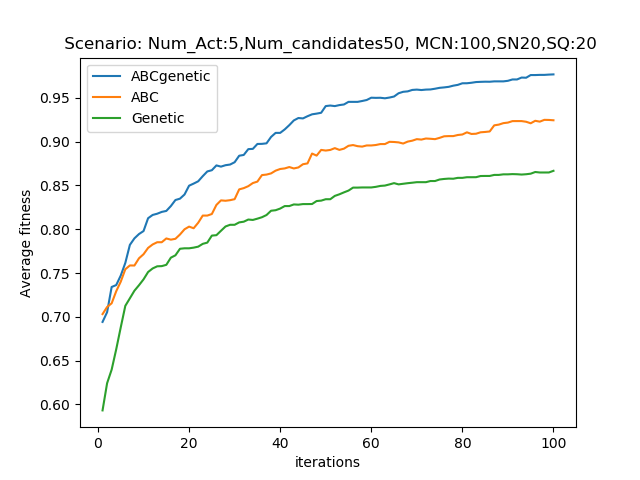 Scenario: Num_Act:5,Num_candidates50, MCN:100,SN20,SQ:20
ABCgenetic
ABC
Genetic
0.95
0.90
0.85
0.80
0.75
0.70
0.65
0.60
Average fitness
0 20 40 60 80 100
iterations